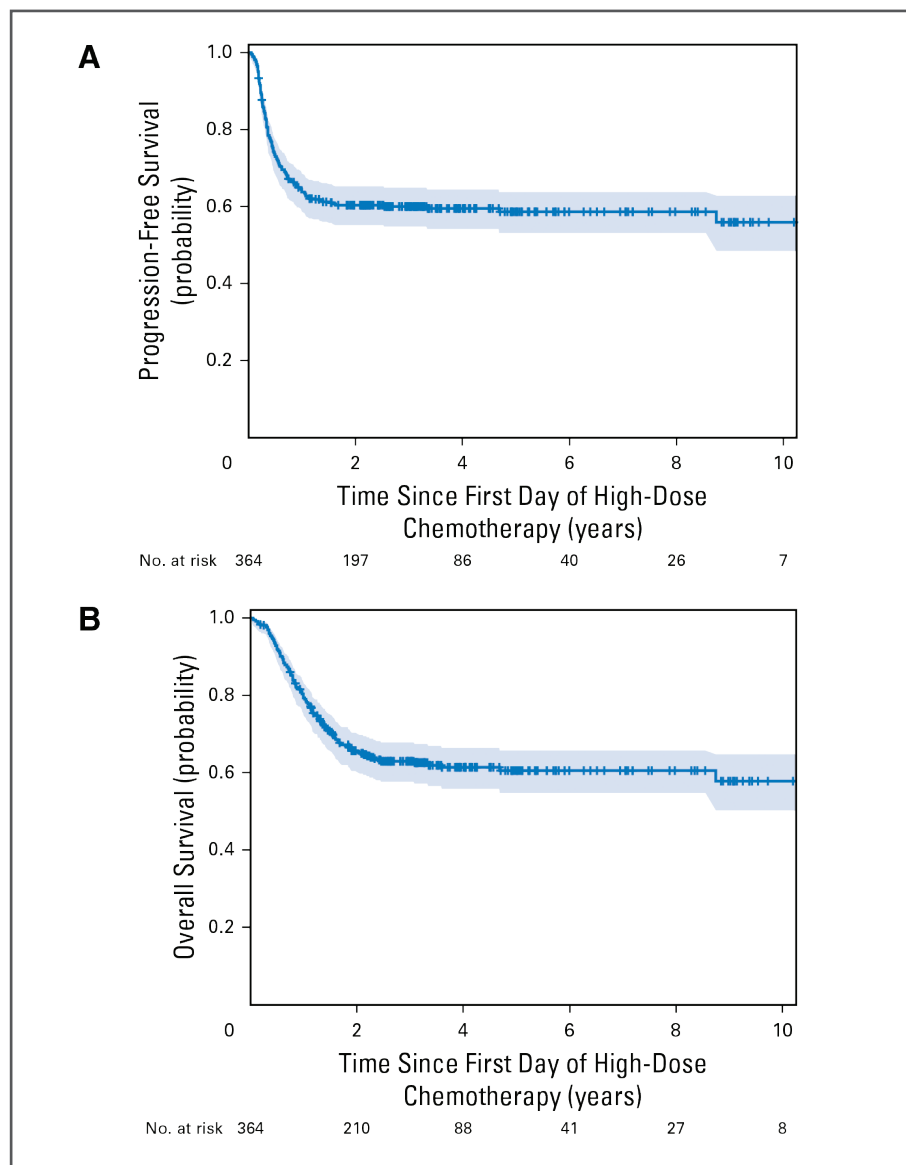 A
1.0
0.8
0.6
0.4
0.2
Progression-Free Survival
(probability)
0 2 4 6 8 10
Time Since First Day of High-Dose
Chemotherapy (years)
No. at risk 364 197 86 40 26 7
B
1.0
0.8
0.6
0.4
0.2
Overall Survival (probability)
0 2 4 6 8 10
Time Since First Day of High-Dose
Chemotherapy (years)
No. at risk 364 210 88 41 27 8